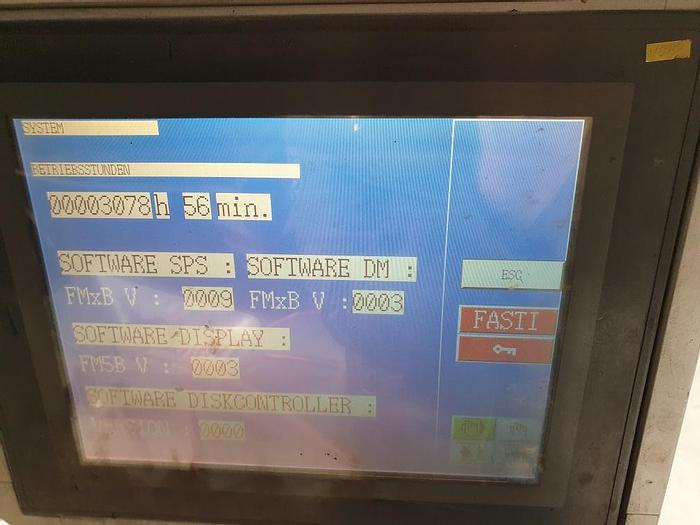 SYSTEM
BETRIEBSSTUNDEN
00003078 h 56 min.
SOFTWARE SPS : SOFTWARE DM :
FMxB V : 0009 FMxB V : 0003
ESC
FASTI
SOFTWARE DISPLAY :
FM5B V : 0003
SOFTWARE DISKCONTROLLER :
VERSION : 0000